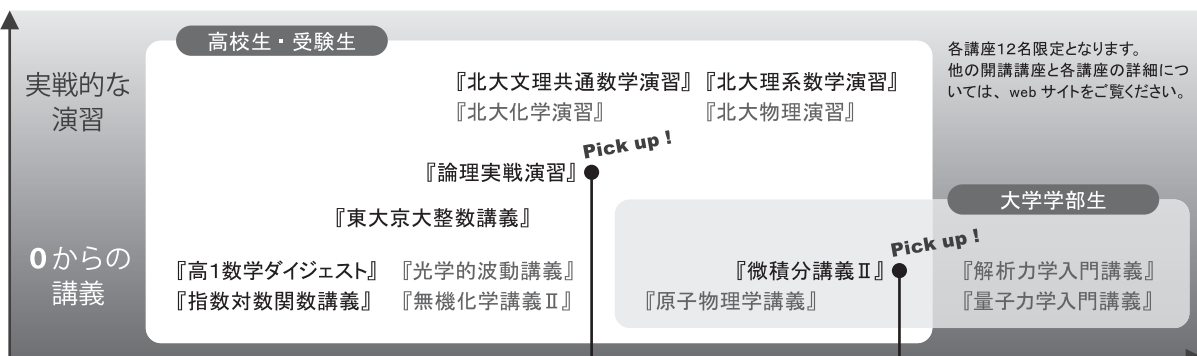 高校生・受験生
各講座12名限定となります。
他の開講講座と各講座の詳細につ
いては、webサイトをご覧ください。
実戦的な
演習
『北大文理共通数学演習』『北大理系数学演習』
『北大化学演習』 『北大物理演習』
Pick up !
『論理実戦演習』
大学学部生
『東大京大整数講義』
Pick up !
0からの
講義
『高1数学ダイジェスト』 『光学的波動講義』 『微積分講義Ⅱ』 『解析力学入門講義』
『指数対数関数講義』 『無機化学講義Ⅱ』 『原子物理学講義』 『量子力学入門講義』